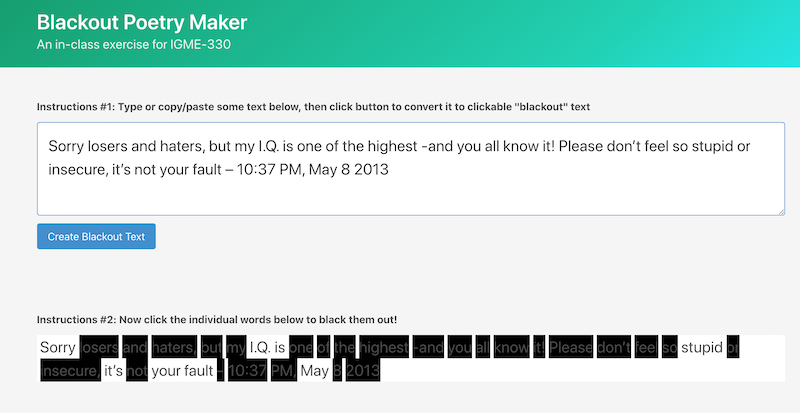 Blackout Poetry Maker
An in-class exercise for IGME-330
Instructions #1: Type or copy/paste some text below, then click button to convert it to clickable "blackout" text
Sorry losers and haters, but my I.Q. is one of the highest -and you all know it! Please don’t feel so stupid or
insecure, it’s not your fault – 10:37 PM, May 8 2013
Create Blackout Text
Instructions #2: Now click the individual words below to black them out!
Sorry losers and haters, but my I.Q. is one of the highest -and you all know it! Please don’t feel so stupid or
insecure, it’s not your fault – 10:37 PM, May 8 2013